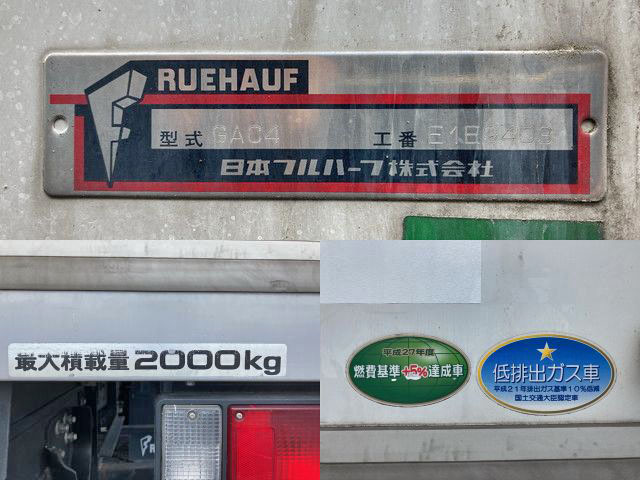 RUEHAUF
型式 GA04 工番
日本フルハーフ株式会社
最大積載量 2000kg
平成27年度
燃費基準+5%達成車
低排出ガス車
平成21年排出ガス基準10%低減
国土交通大臣認定車